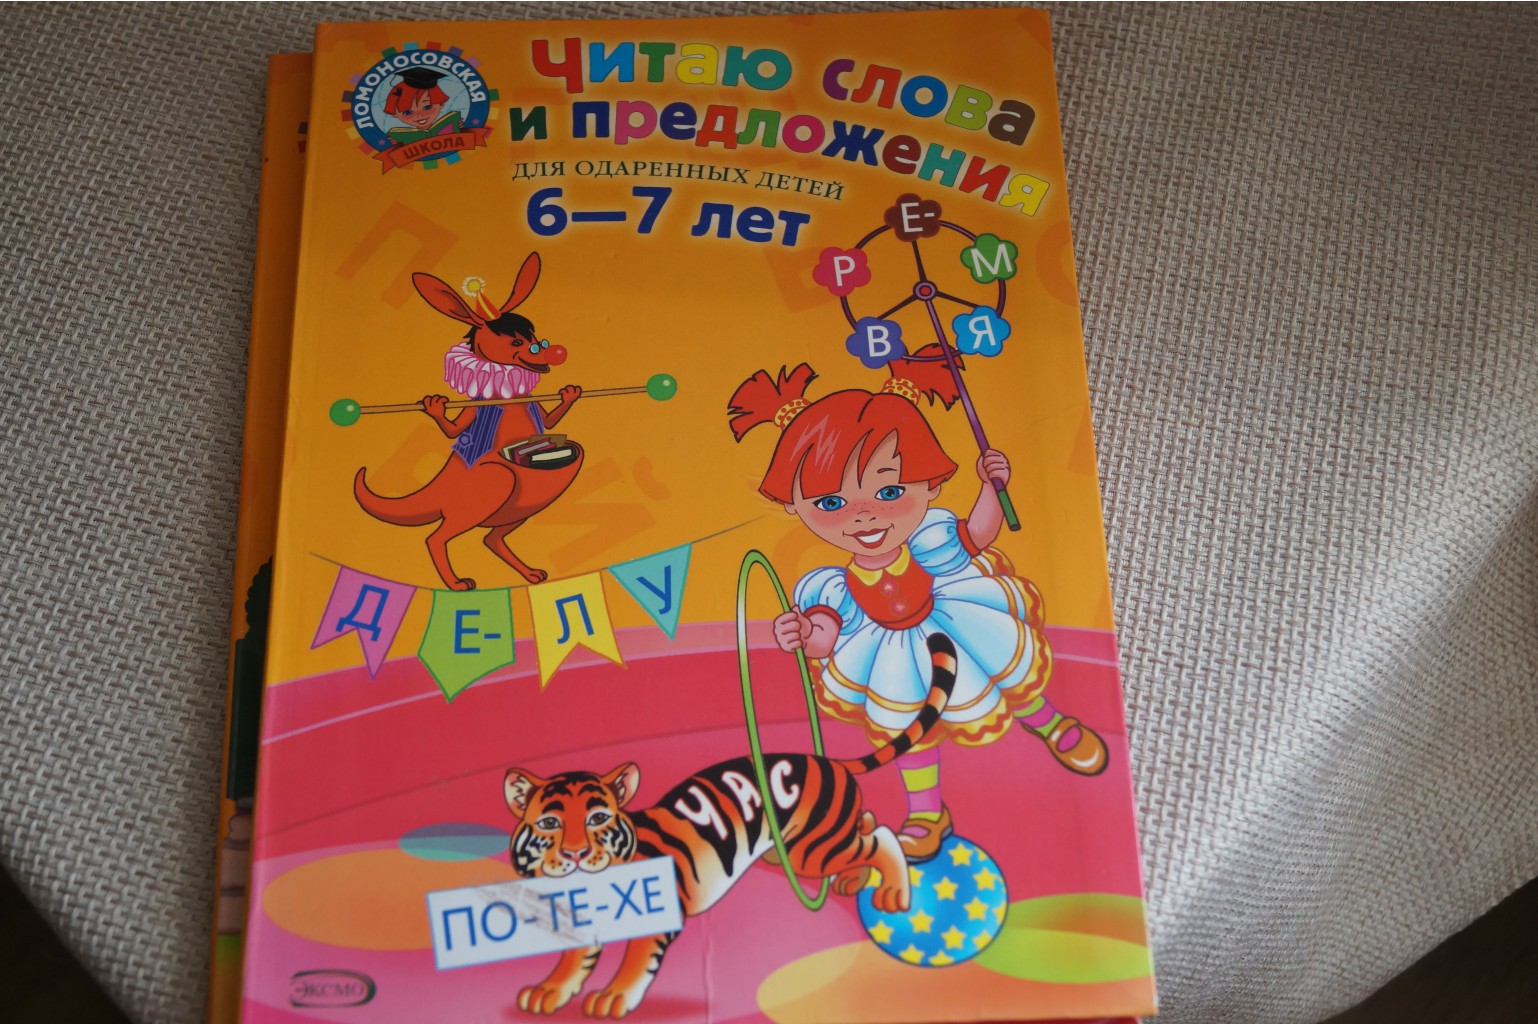 ЛОМОНОСОВСКАЯ
ШКОЛА
Читаю слова
и предложения
ДЛЯ ОДАРЕННЫХ ДЕТЕЙ
6—7 лет
В Р Е- М Я
Д Е- Л У
ЧАС
ПО-ТЕ-ХЕ
ЭКСМО